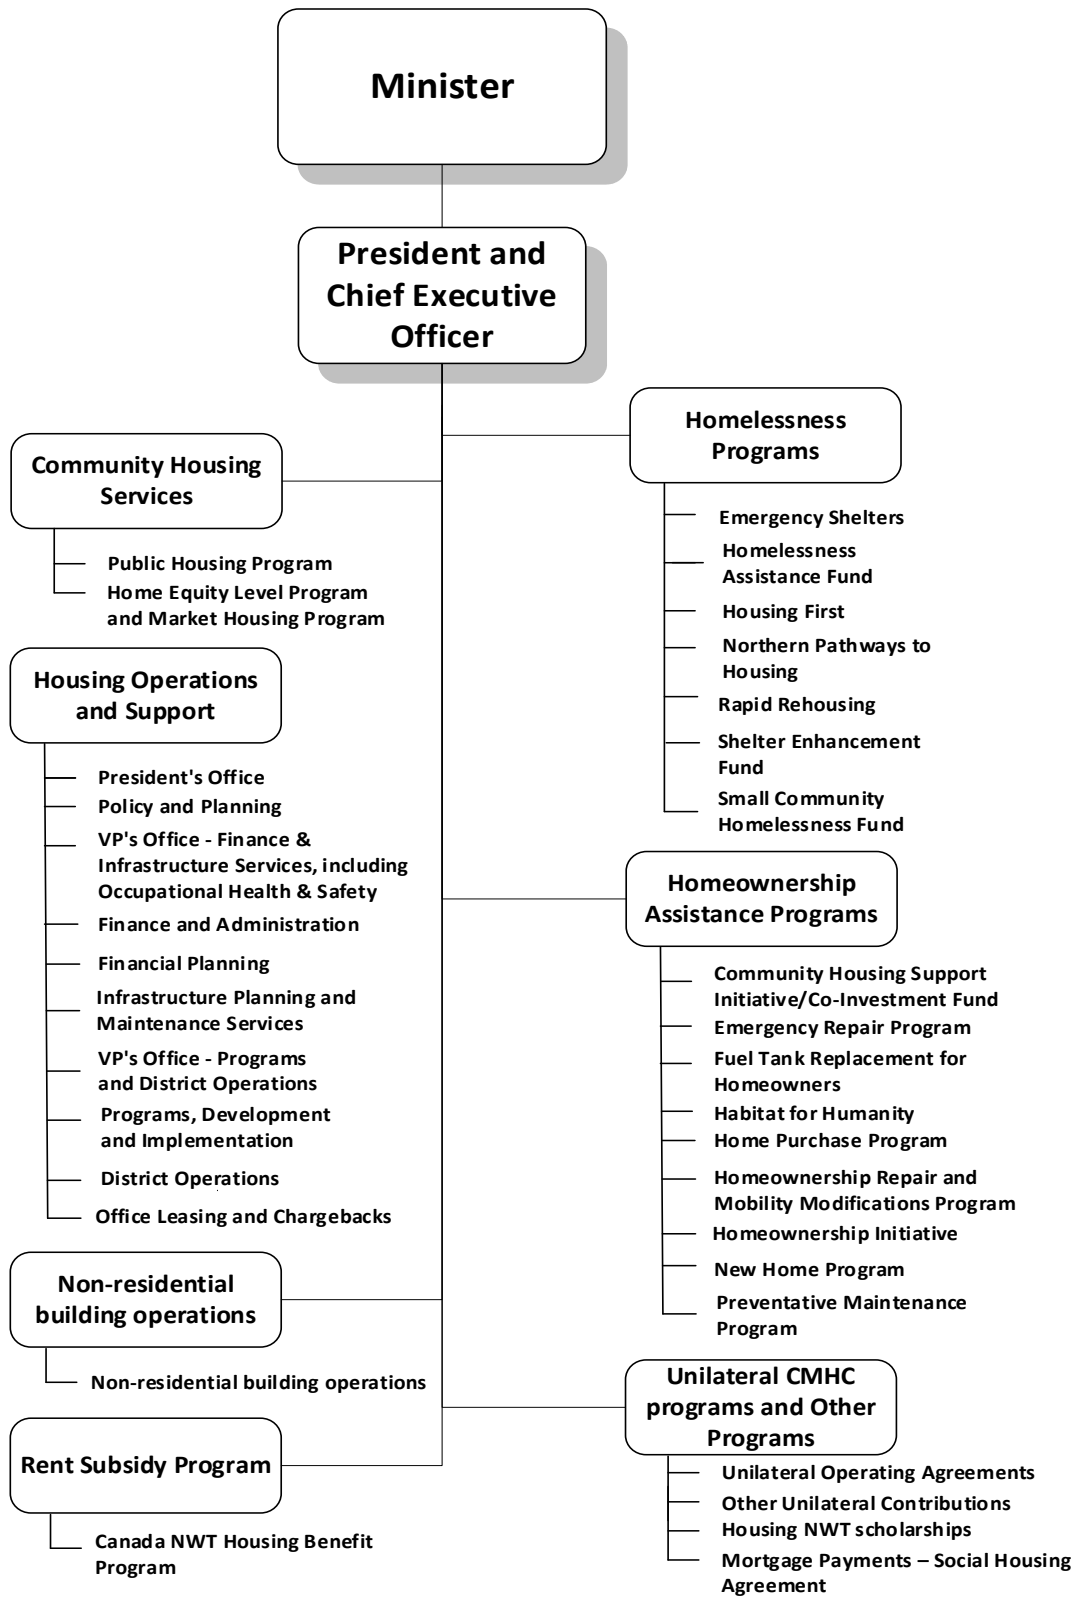 Minister
President and
Chief Executive
Officer
Community Housing
Services
Public Housing Program
Home Equity Level Program
and Market Housing Program
Housing Operations
and Support
President's Office
Policy and Planning
VP's Office - Finance &
Infrastructure Services, including
Occupational Health & Safety
Finance and Administration
Financial Planning
Infrastructure Planning and
Maintenance Services
VP's Office - Programs
and District Operations
Programs, Development
and Implementation
District Operations
Office Leasing and Chargebacks
Non-residential
building operations
Non-residential building operations
Rent Subsidy Program
Canada NWT Housing Benefit
Program
Homelessness
Programs
Emergency Shelters
Homelessness
Assistance Fund
Housing First
Northern Pathways to
Housing
Rapid Rehousing
Shelter Enhancement
Fund
Small Community
Homelessness Fund
Homeownership
Assistance Programs
Community Housing Support
Initiative/Co-Investment Fund
Emergency Repair Program
Fuel Tank Replacement for
Homeowners
Habitat for Humanity
Home Purchase Program
Homeownership Repair and
Mobility Modifications Program
Homeownership Initiative
New Home Program
Preventative Maintenance
Program
Unilateral CMHC
programs and Other
Programs
Unilateral Operating Agreements
Other Unilateral Contributions
Housing NWT scholarships
Mortgage Payments – Social Housing
Agreement